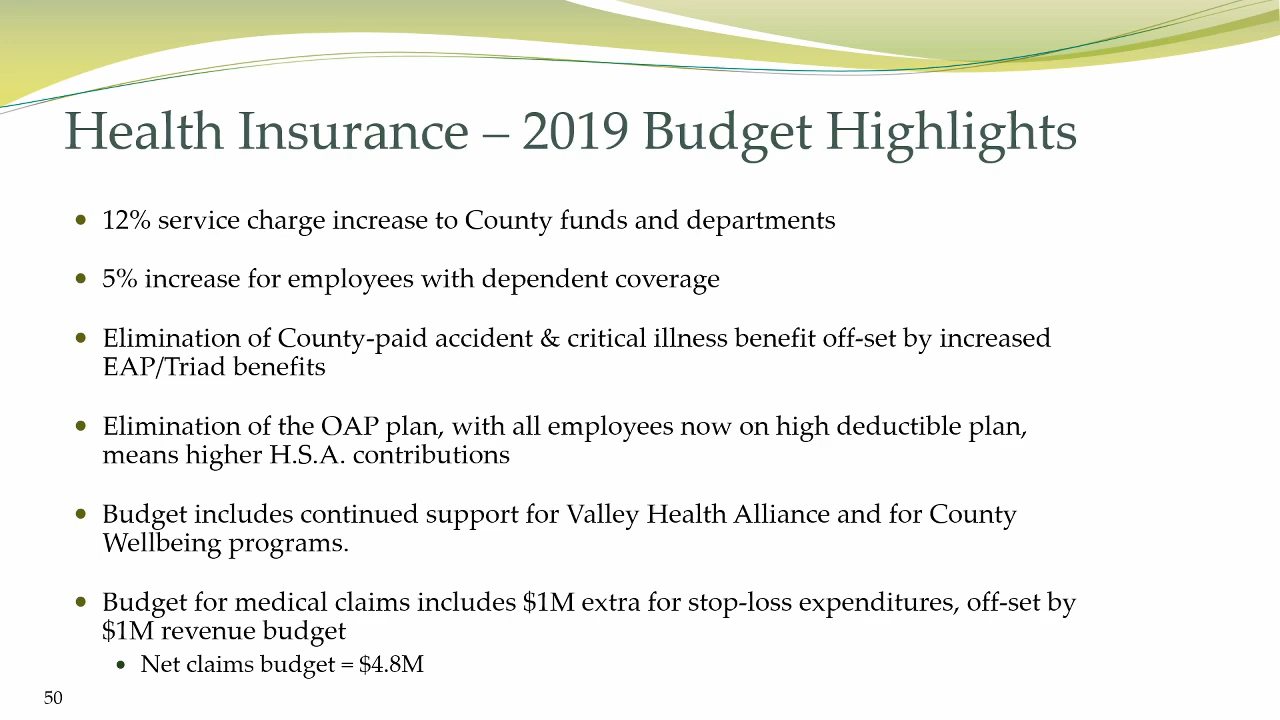 Health Insurance – 2019 Budget Highlights
• 12% service charge increase to County funds and departments
• 5% increase for employees with dependent coverage
• Elimination of County-paid accident & critical illness benefit off-set by increased
EAP/Triad benefits
• Elimination of the OAP plan, with all employees now on high deductible plan,
means higher H.S.A. contributions
• Budget includes continued support for Valley Health Alliance and for County
Wellbeing programs.
• Budget for medical claims includes $1M extra for stop-loss expenditures, off-set by
$1M revenue budget
• Net claims budget = $4.8M
50